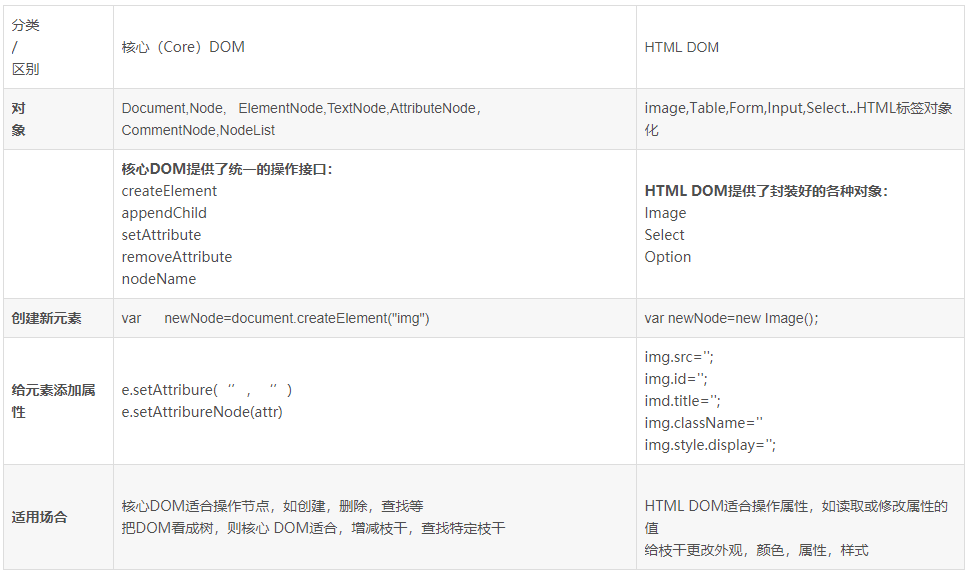 分类
/
区别
核心（Core）DOM
HTML DOM
对
象
Document,Node, ElementNode,TextNode,AttributeNode,
CommentNode,NodeList
image,Table,Form,Input,Select...HTML标签对象
化
核心DOM提供了统一的操作接口：
createElement
appendChild
setAttribute
removeAttribute
nodeName
HTML DOM提供了封装好的各种对象：
Image
Select
Option
创建新元素
var newNode=document.createElement("img")
var newNode=new Image();
给元素添加属
性
e.setAttribure( ‘’ , ‘’ )
e.setAttribureNode(attr)
img.src='';
img.id='';
imd.title='';
img.className=''
img.style.display='';
适用场合
核心DOM适合操作节点，如创建，删除，查找等
把DOM看成树，则核心 DOM适合，增减枝干，查找特定枝干
HTML DOM适合操作属性，如读取或修改属性的
值
给枝干更改外观，颜色，属性，样式